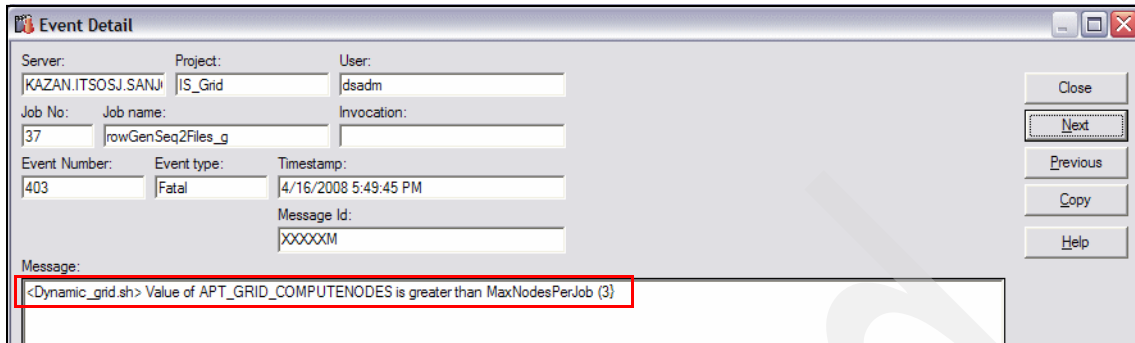 Event Detail
Server: Project: User:
KAZAN.ITSOSJ.SANJ IS_Grid dsadm
Close
Job No: Job name: Invocation:
37 rowGenSeq2Files_g
Next
Event Number: Event type: Timestamp:
403 Fatal 4/16/2008 5:49:45 PM
Previous
Message Id:
XXXXXM
Copy
Help
Message:
<Dynamic_grid.sh> Value of APT_GRID_COMPUTENODES is greater than MaxNodesPerJob (3}